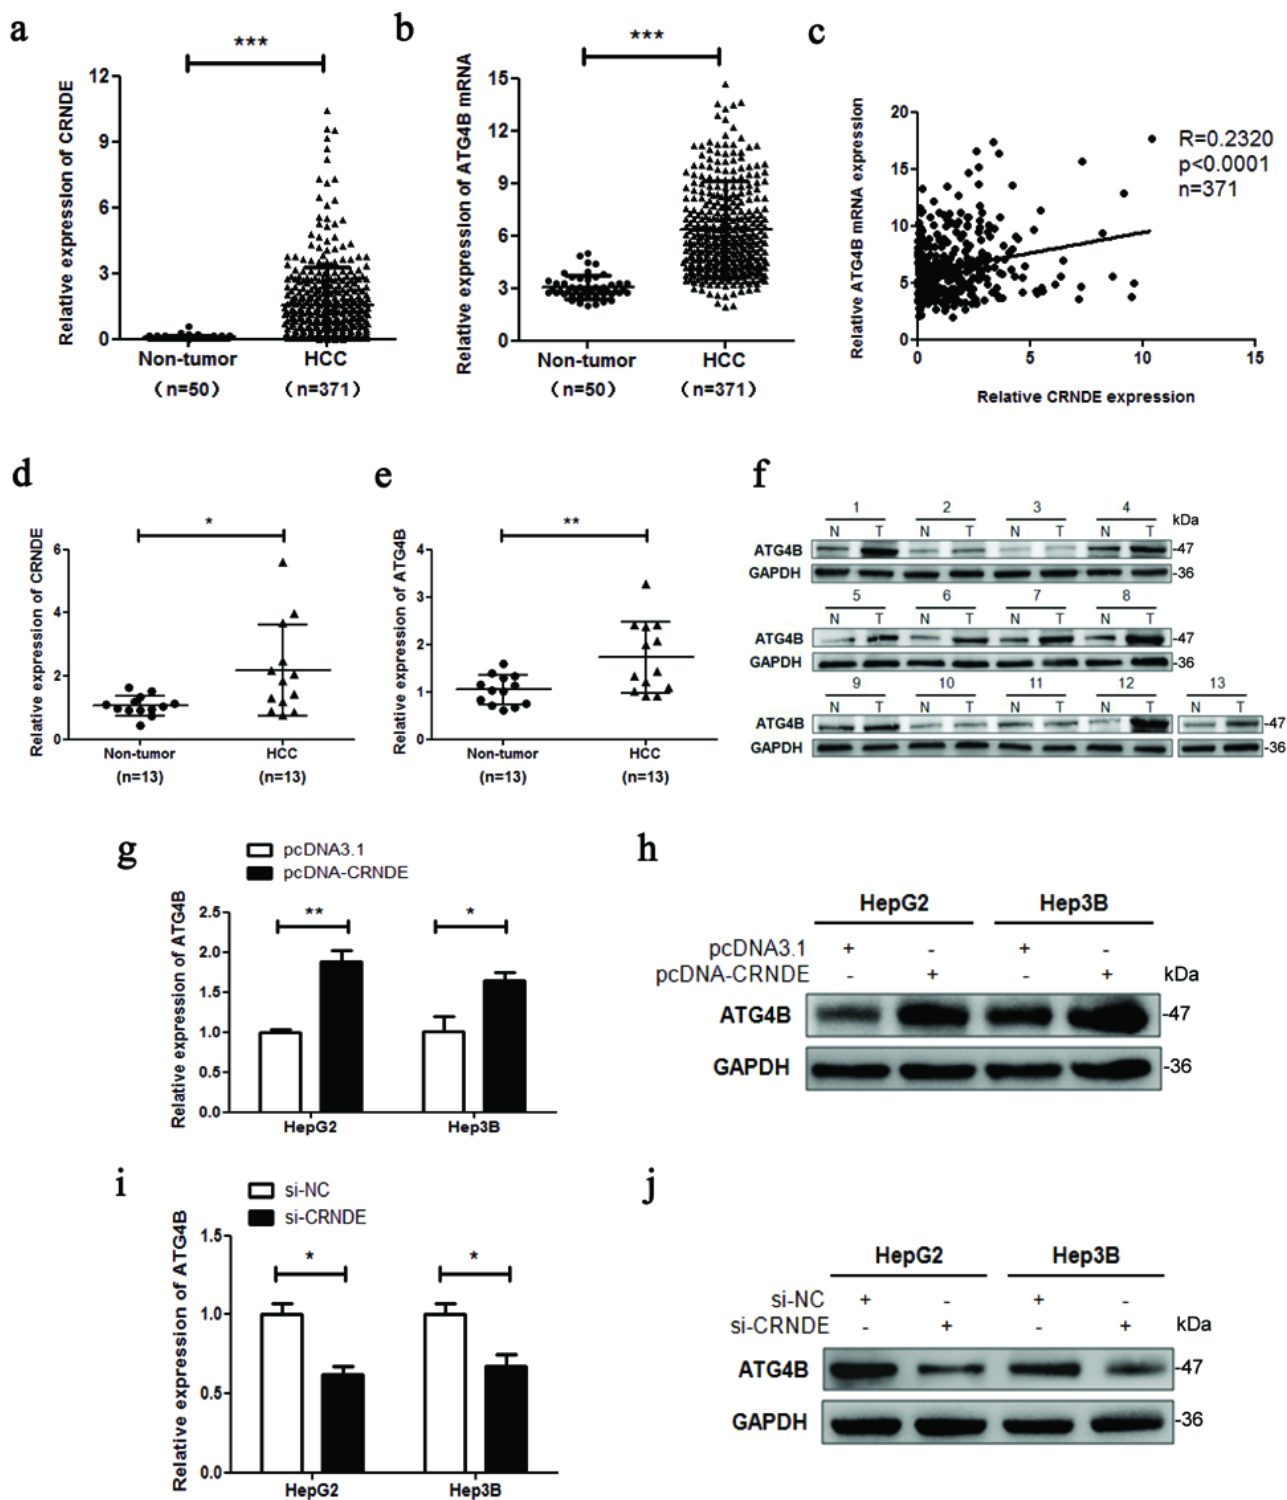 a
***
Relative expression of CRNDE
12
9
6
3
0
Non-tumor
HCC
（n=50）
（n=371）
b
***
Relative expression of ATG4B mRNA
15
12
9
6
3
0
Non-tumor
HCC
（n=50）
（n=371）
c
Relative ATG4B mRNA expression
20
15
10
5
0
0 5 10 15
Relative CRNDE expression
R=0.2320
p<0.0001
n=371
d
*
Relative expression of CRNDE
6
4
2
0
Non-tumor
HCC
(n=13)
(n=13)
e
**
Relative expression of ATG4B
4
3
2
1
0
Non-tumor
HCC
(n=13)
(n=13)
f
1 2 3 4
kDa
N T N T N T N T
ATG4B
-47
GAPDH
-36
5 6 7 8
N T N T N T N T
ATG4B
-47
GAPDH
-36
9 10 11 12 13
N T N T N T N T N T
ATG4B
-47
GAPDH
-36
g
pcDNA3.1
pcDNA-CRNDE
Relative expression of ATG4B
2.5
2.0
1.5
1.0
0.5
0.0
** *
HepG2 Hep3B
h
HepG2 Hep3B
pcDNA3.1 + - + -
pcDNA-CRNDE - + - + kDa
ATG4B -47
GAPDH -36
i
si-NC
si-CRNDE
Relative expression of ATG4B
1.5
1.0
0.5
0.0
* *
HepG2 Hep3B
j
HepG2 Hep3B
si-NC + - + -
si-CRNDE - + - + kDa
ATG4B -47
GAPDH -36